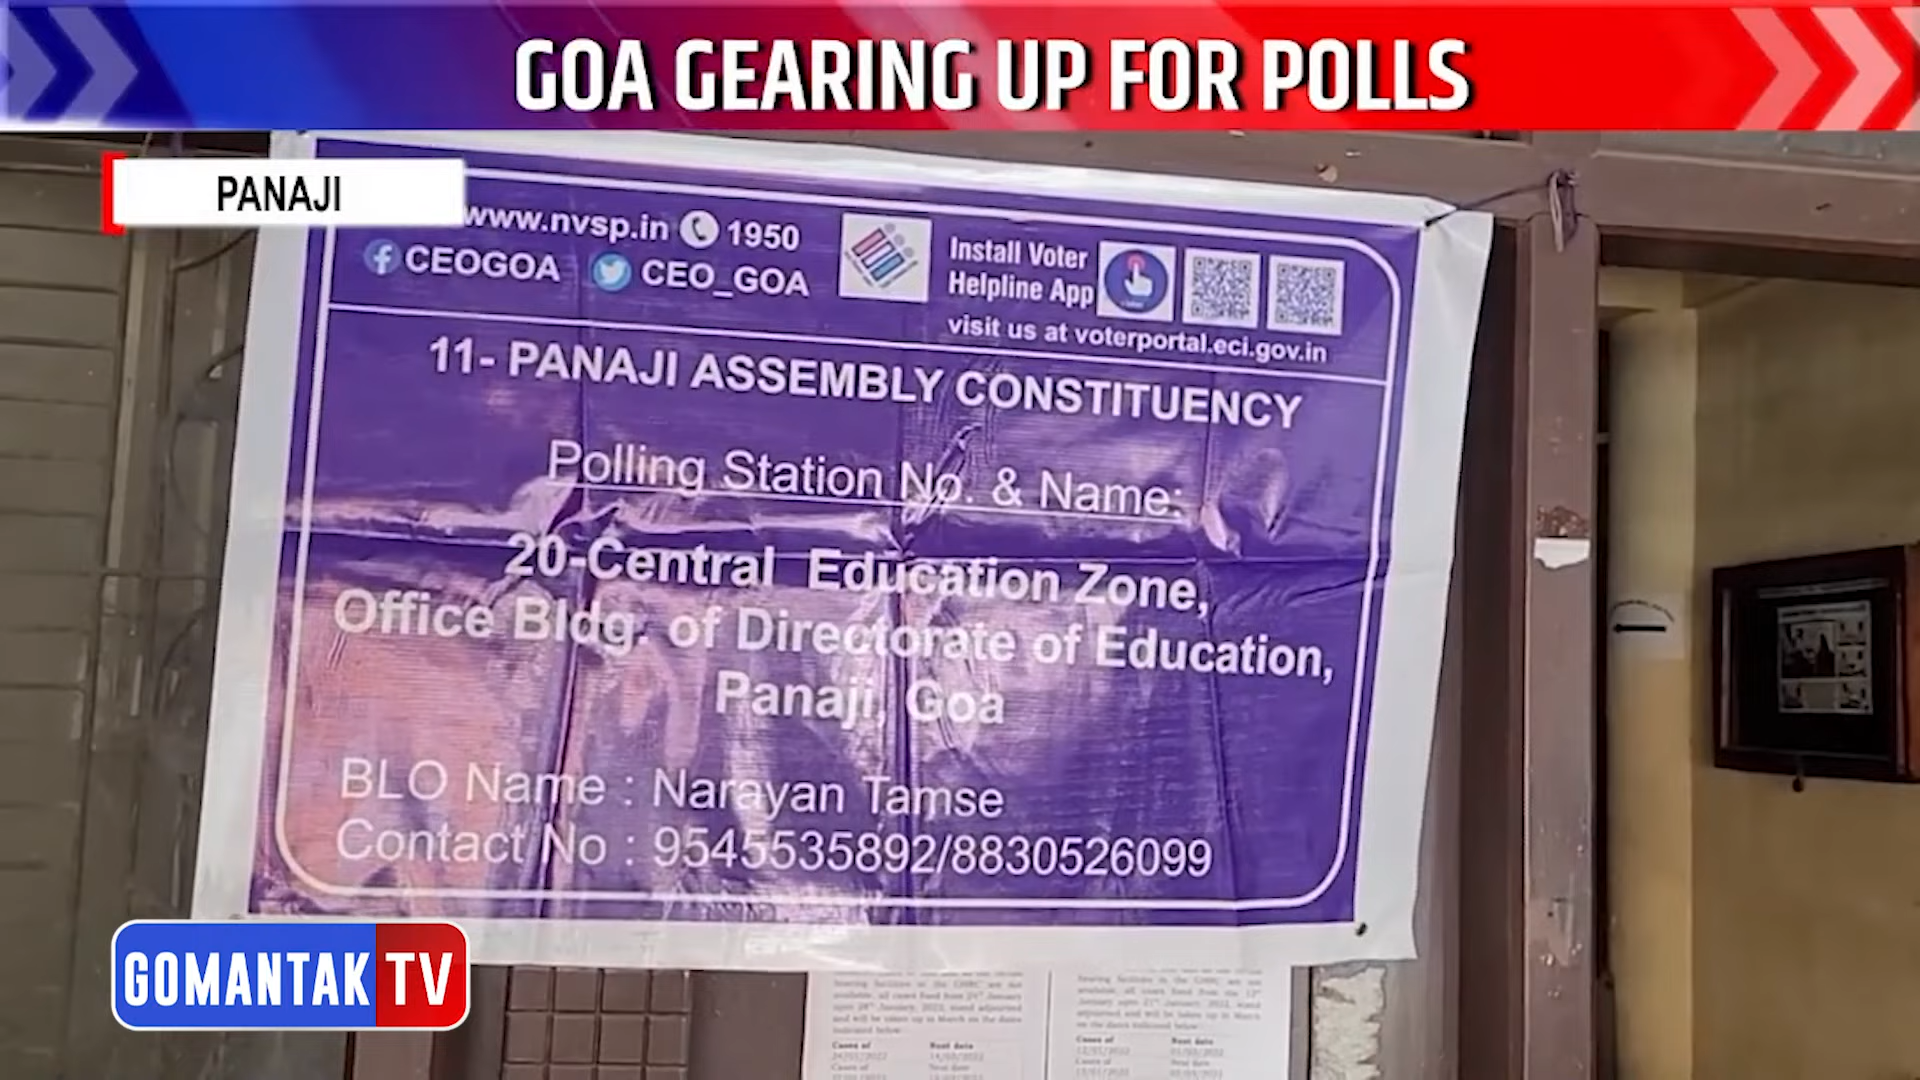 GOA GEARING UP FOR POLLS
PANAJI
www.nvsp.in 1950
CEOGOA CEO_GOA
Install Voter
Helpline App
visit us at voterportal.eci.gov.in
11- PANAJI ASSEMBLY CONSTITUENCY
Polling Station No. & Name:
20-Central Education Zone,
Office Bldg. of Directorate of Education,
Panaji, Goa
BLO Name : Narayan Tamse
Contact No : 9545535892/8830526099
GOMANTAK TV